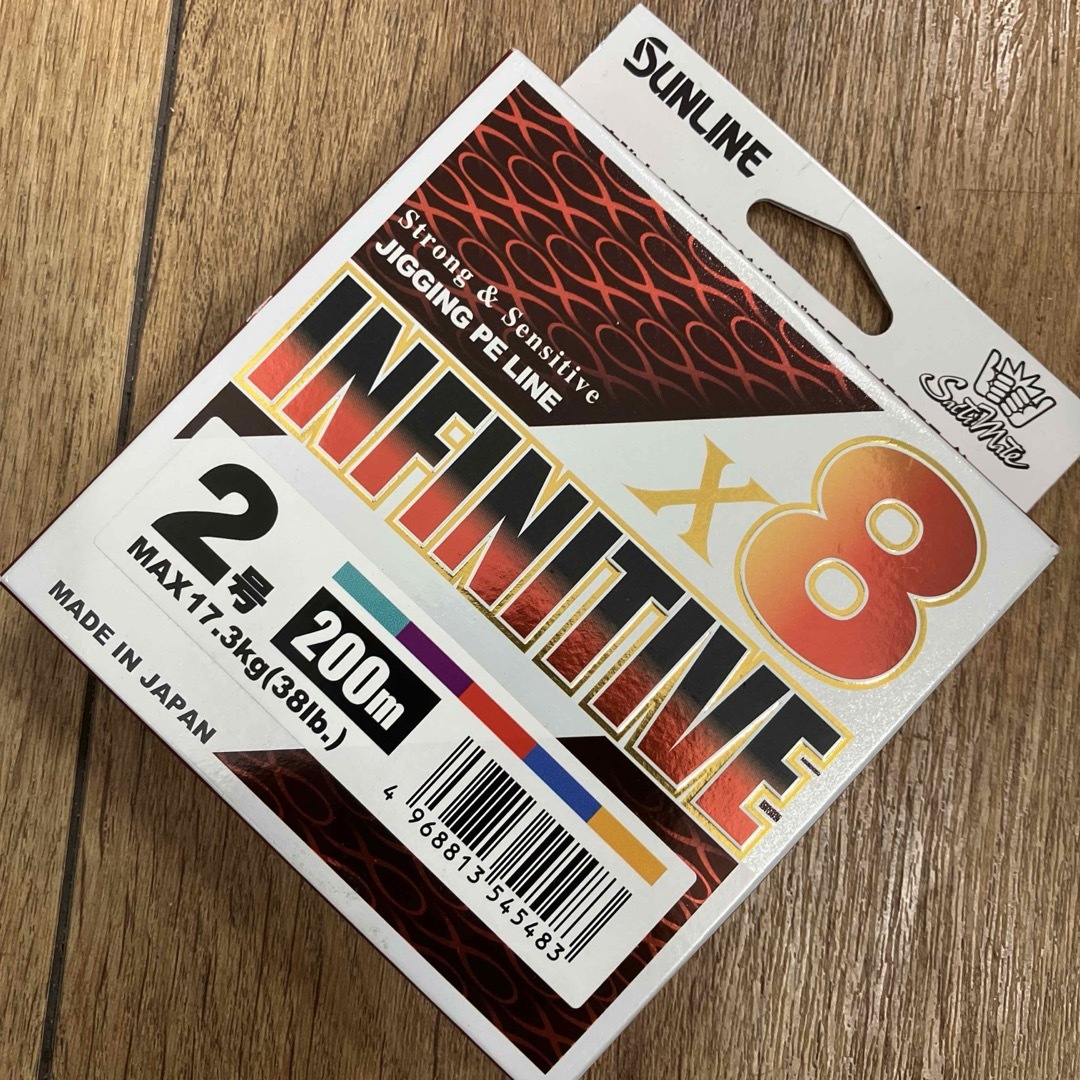 SUNLINE
SaltiMate
Strong & Sensitive
JIGGING PE LINE
INFINITIVE
x8
2号
MAX17.3kg(38lb.)
200m
MADE IN JAPAN
4 968813 545483